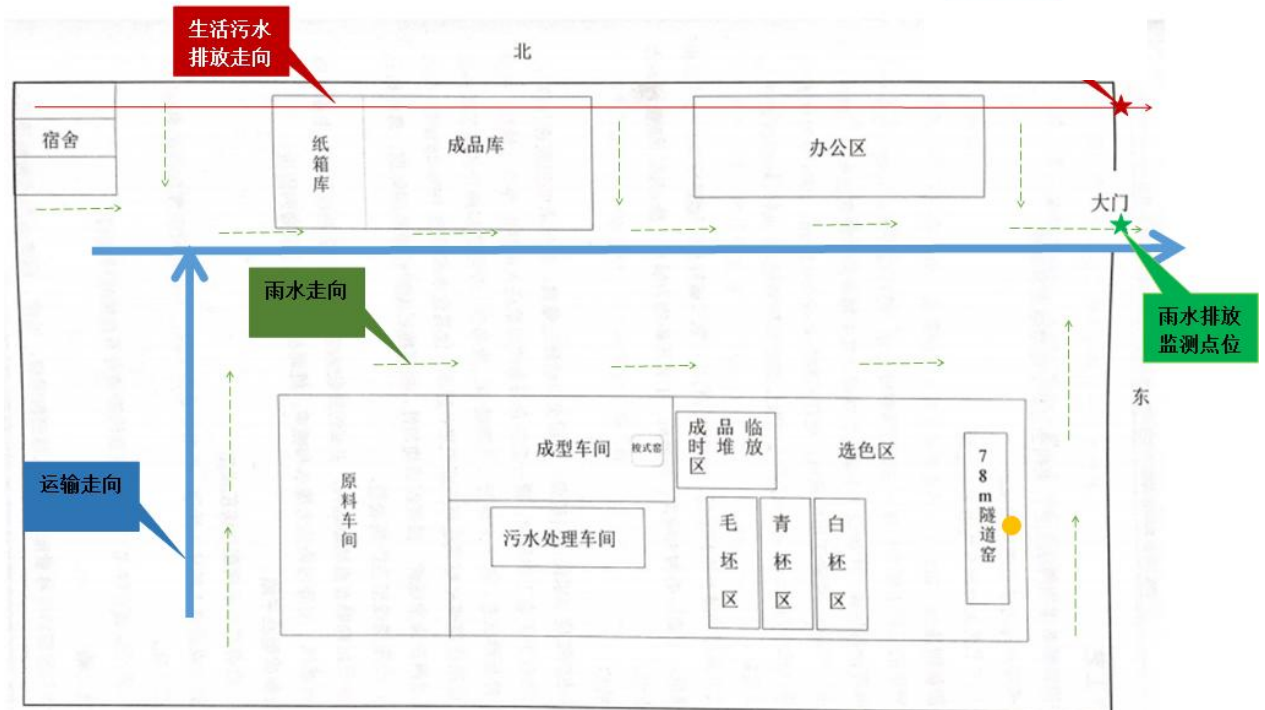 生活污水
排放走向
北
宿舍
纸箱库
成品库
办公区
大门
雨水走向
雨水排放
监测点位
东
运输走向
原料车间
成型车间
梭式窑
成品临
时堆放
区
选色区
78m隧道窑
污水处理车间
毛坯区
青杯区
白杯区